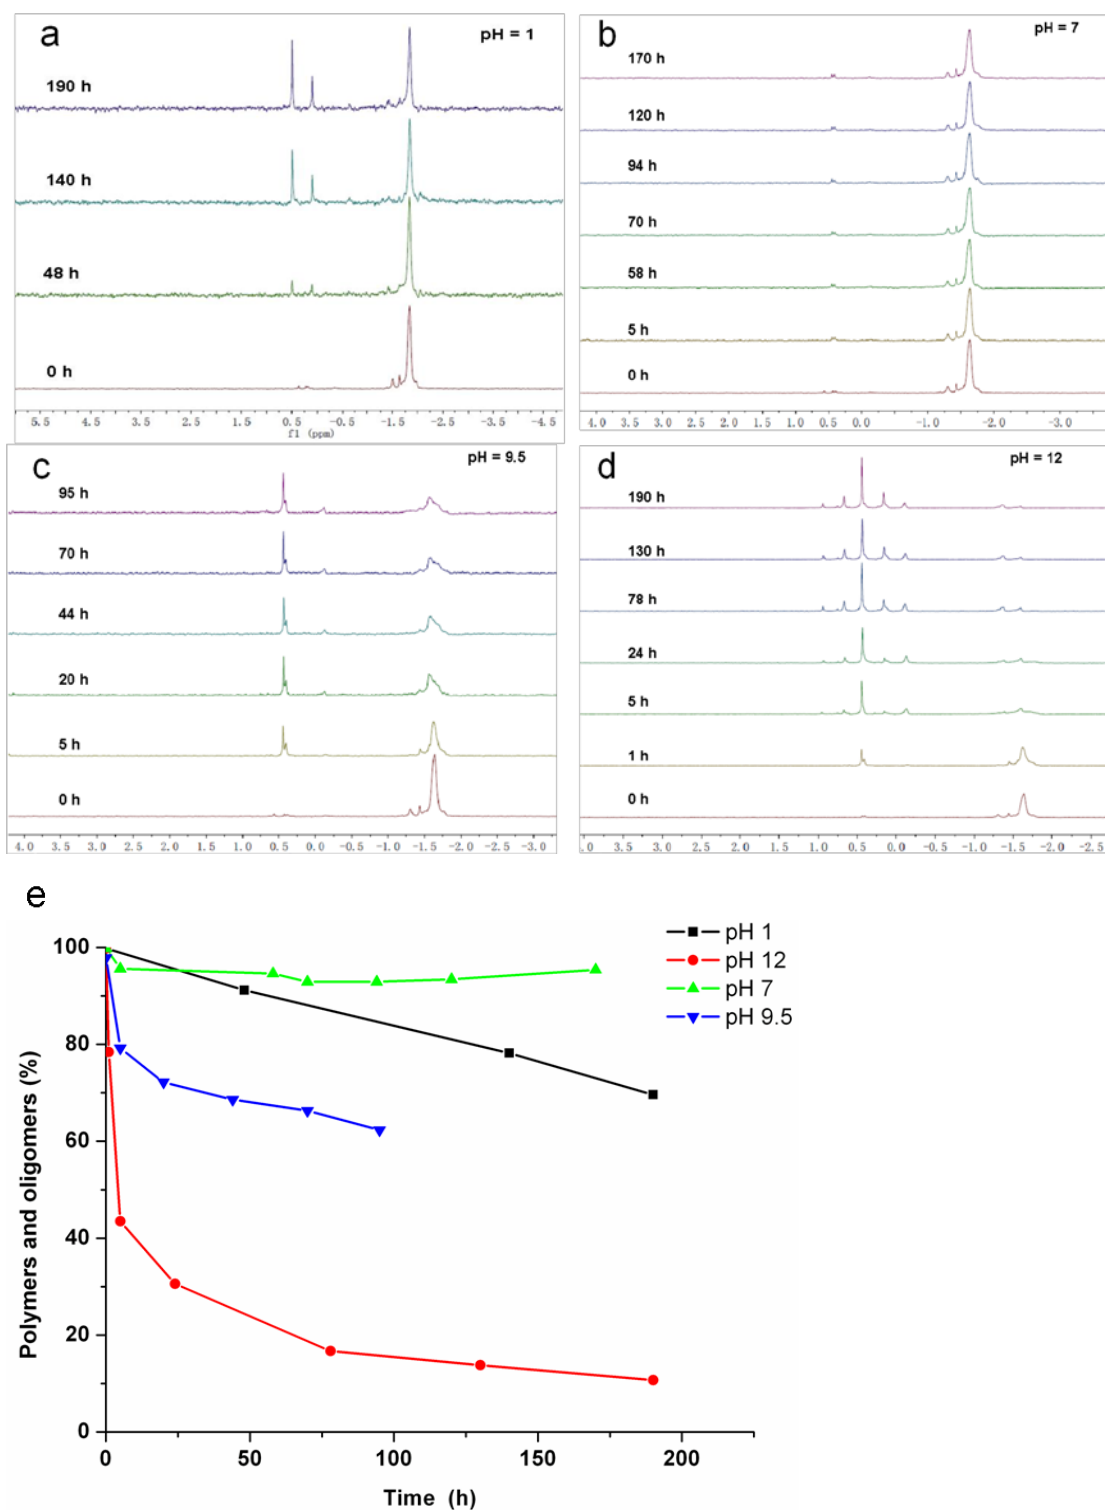 a
pH = 1
190 h
140 h
48 h
0 h
5.5 4.5 3.5 2.5 1.5 0.5 -0.5 -1.5 -2.5 -3.5 -4.5
f1 (ppm)
b
pH = 7
170 h
120 h
94 h
70 h
58 h
5 h
0 h
4.0 3.5 3.0 2.5 2.0 1.5 1.0 0.5 0.0 -0.5 -1.0 -1.5 -2.0 -3.0
c
pH = 9.5
95 h
70 h
44 h
20 h
5 h
0 h
4.0 3.5 3.0 2.5 2.0 1.5 1.0 0.5 0.0 -0.5 -1.0 -1.5 -2.0 -2.5 -3.0
d
pH = 12
190 h
130 h
78 h
24 h
5 h
1 h
0 h
4.0 3.5 3.0 2.5 2.0 1.5 1.0 0.5 0.0 -0.5 -1.0 -1.5 -2.0 -2.5
e
pH 1
pH 12
pH 7
pH 9.5
100
80
60
40
20
0
Polymers and oligomers (%)
0 50 100 150 200
Time (h)